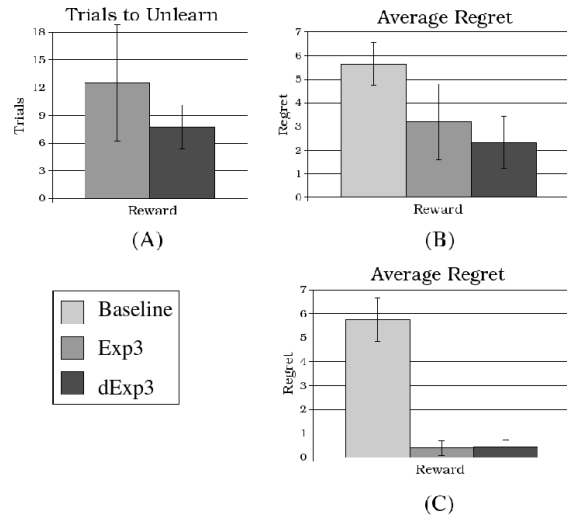 Trials to Unlearn
18
15
12
9
6
3
0
Trials
Reward
(A)
Average Regret
7
6
5
4
3
2
1
0
Regret
Reward
(B)
Baseline
Exp3
dExp3
Average Regret
7
6
5
4
3
2
1
0
Regret
Reward
(C)